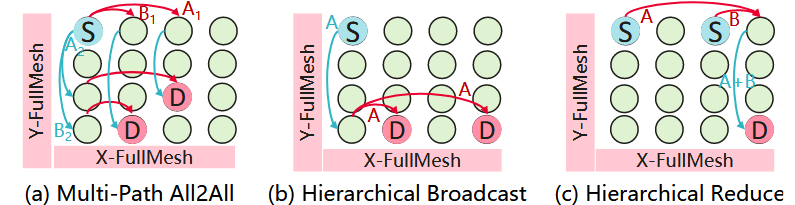 Y-FullMesh
S
B1
A1
A2
D
B2
D
X-FullMesh
(a) Multi-Path All2All
Y-FullMesh
A
S
A
A
D
D
X-FullMesh
(b) Hierarchical Broadcast
Y-FullMesh
S
A
S
B
A+B
D
X-FullMesh
(c) Hierarchical Reduce